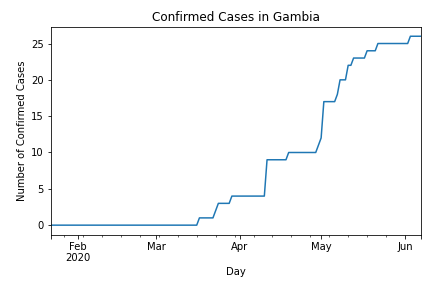 Confirmed Cases in Gambia
Number of Confirmed Cases
25
20
15
10
5
0
Feb Mar Apr May Jun
2020
Day